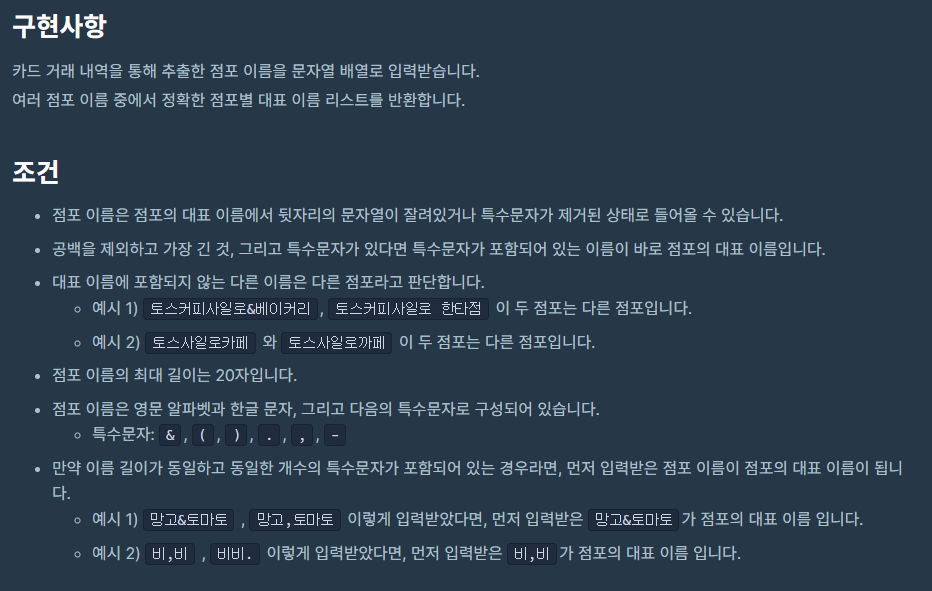 구현사항
카드 거래 내역을 통해 추출한 점포 이름을 문자열 배열로 입력받습니다.
여러 점포 이름 중에서 정확한 점포별 대표 이름 리스트를 반환합니다.
조건
• 점포 이름은 점포의 대표 이름에서 뒷자리의 문자열이 잘려있거나 특수문자가 제거된 상태로 들어올 수 있습니다.
• 공백을 제외하고 가장 긴 것, 그리고 특수문자가 있다면 특수문자가 포함되어 있는 이름이 바로 점포의 대표 이름입니다.
• 대표 이름에 포함되지 않는 다른 이름은 다른 점포라고 판단합니다.
◦ 예시 1) 토스커피사일로&베이커리 , 토스커피사일로 한타점 이 두 점포는 다른 점포입니다.
◦ 예시 2) 토스사일로카페 와 토스사일로까페 이 두 점포는 다른 점포입니다.
• 점포 이름의 최대 길이는 20자입니다.
• 점포 이름은 영문 알파벳과 한글 문자, 그리고 다음의 특수문자로 구성되어 있습니다.
◦ 특수문자: & , ( , ) , . , , , -
• 만약 이름 길이가 동일하고 동일한 개수의 특수문자가 포함되어 있는 경우라면, 먼저 입력받은 점포 이름이 점포의 대표 이름이 됩니
다.
◦ 예시 1) 망고&토마토 , 망고,토마토 이렇게 입력받았다면, 먼저 입력받은 망고&토마토 가 점포의 대표 이름 입니다.
◦ 예시 2) 비,비 , 비비. 이렇게 입력받았다면, 먼저 입력받은 비,비 가 점포의 대표 이름 입니다.